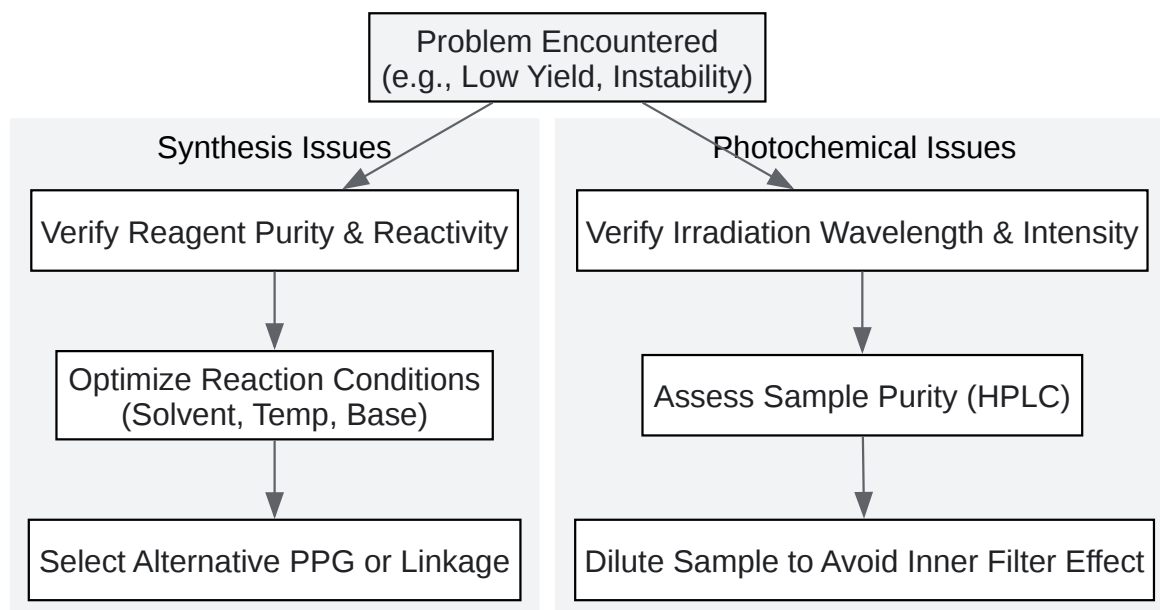 Problem Encountered
(e.g., Low Yield, Instability)
Synthesis Issues
Verify Reagent Purity & Reactivity
Optimize Reaction Conditions
(Solvent, Temp, Base)
Select Alternative PPG or Linkage
Photochemical Issues
Verify Irradiation Wavelength & Intensity
Assess Sample Purity (HPLC)
Dilute Sample to Avoid Inner Filter Effect